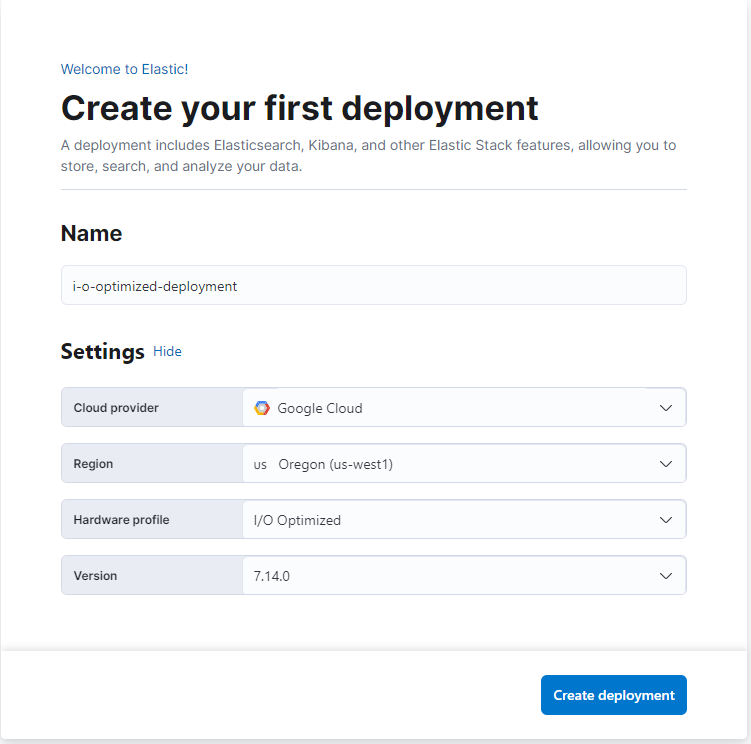 Welcome to Elastic!
Create your first deployment
A deployment includes Elasticsearch, Kibana, and other Elastic Stack features, allowing you to
store, search, and analyze your data.
Name
i-o-optimized-deployment
Settings Hide
Cloud provider Google Cloud
Region us Oregon (us-west1)
Hardware profile I/O Optimized
Version 7.14.0
Create deployment